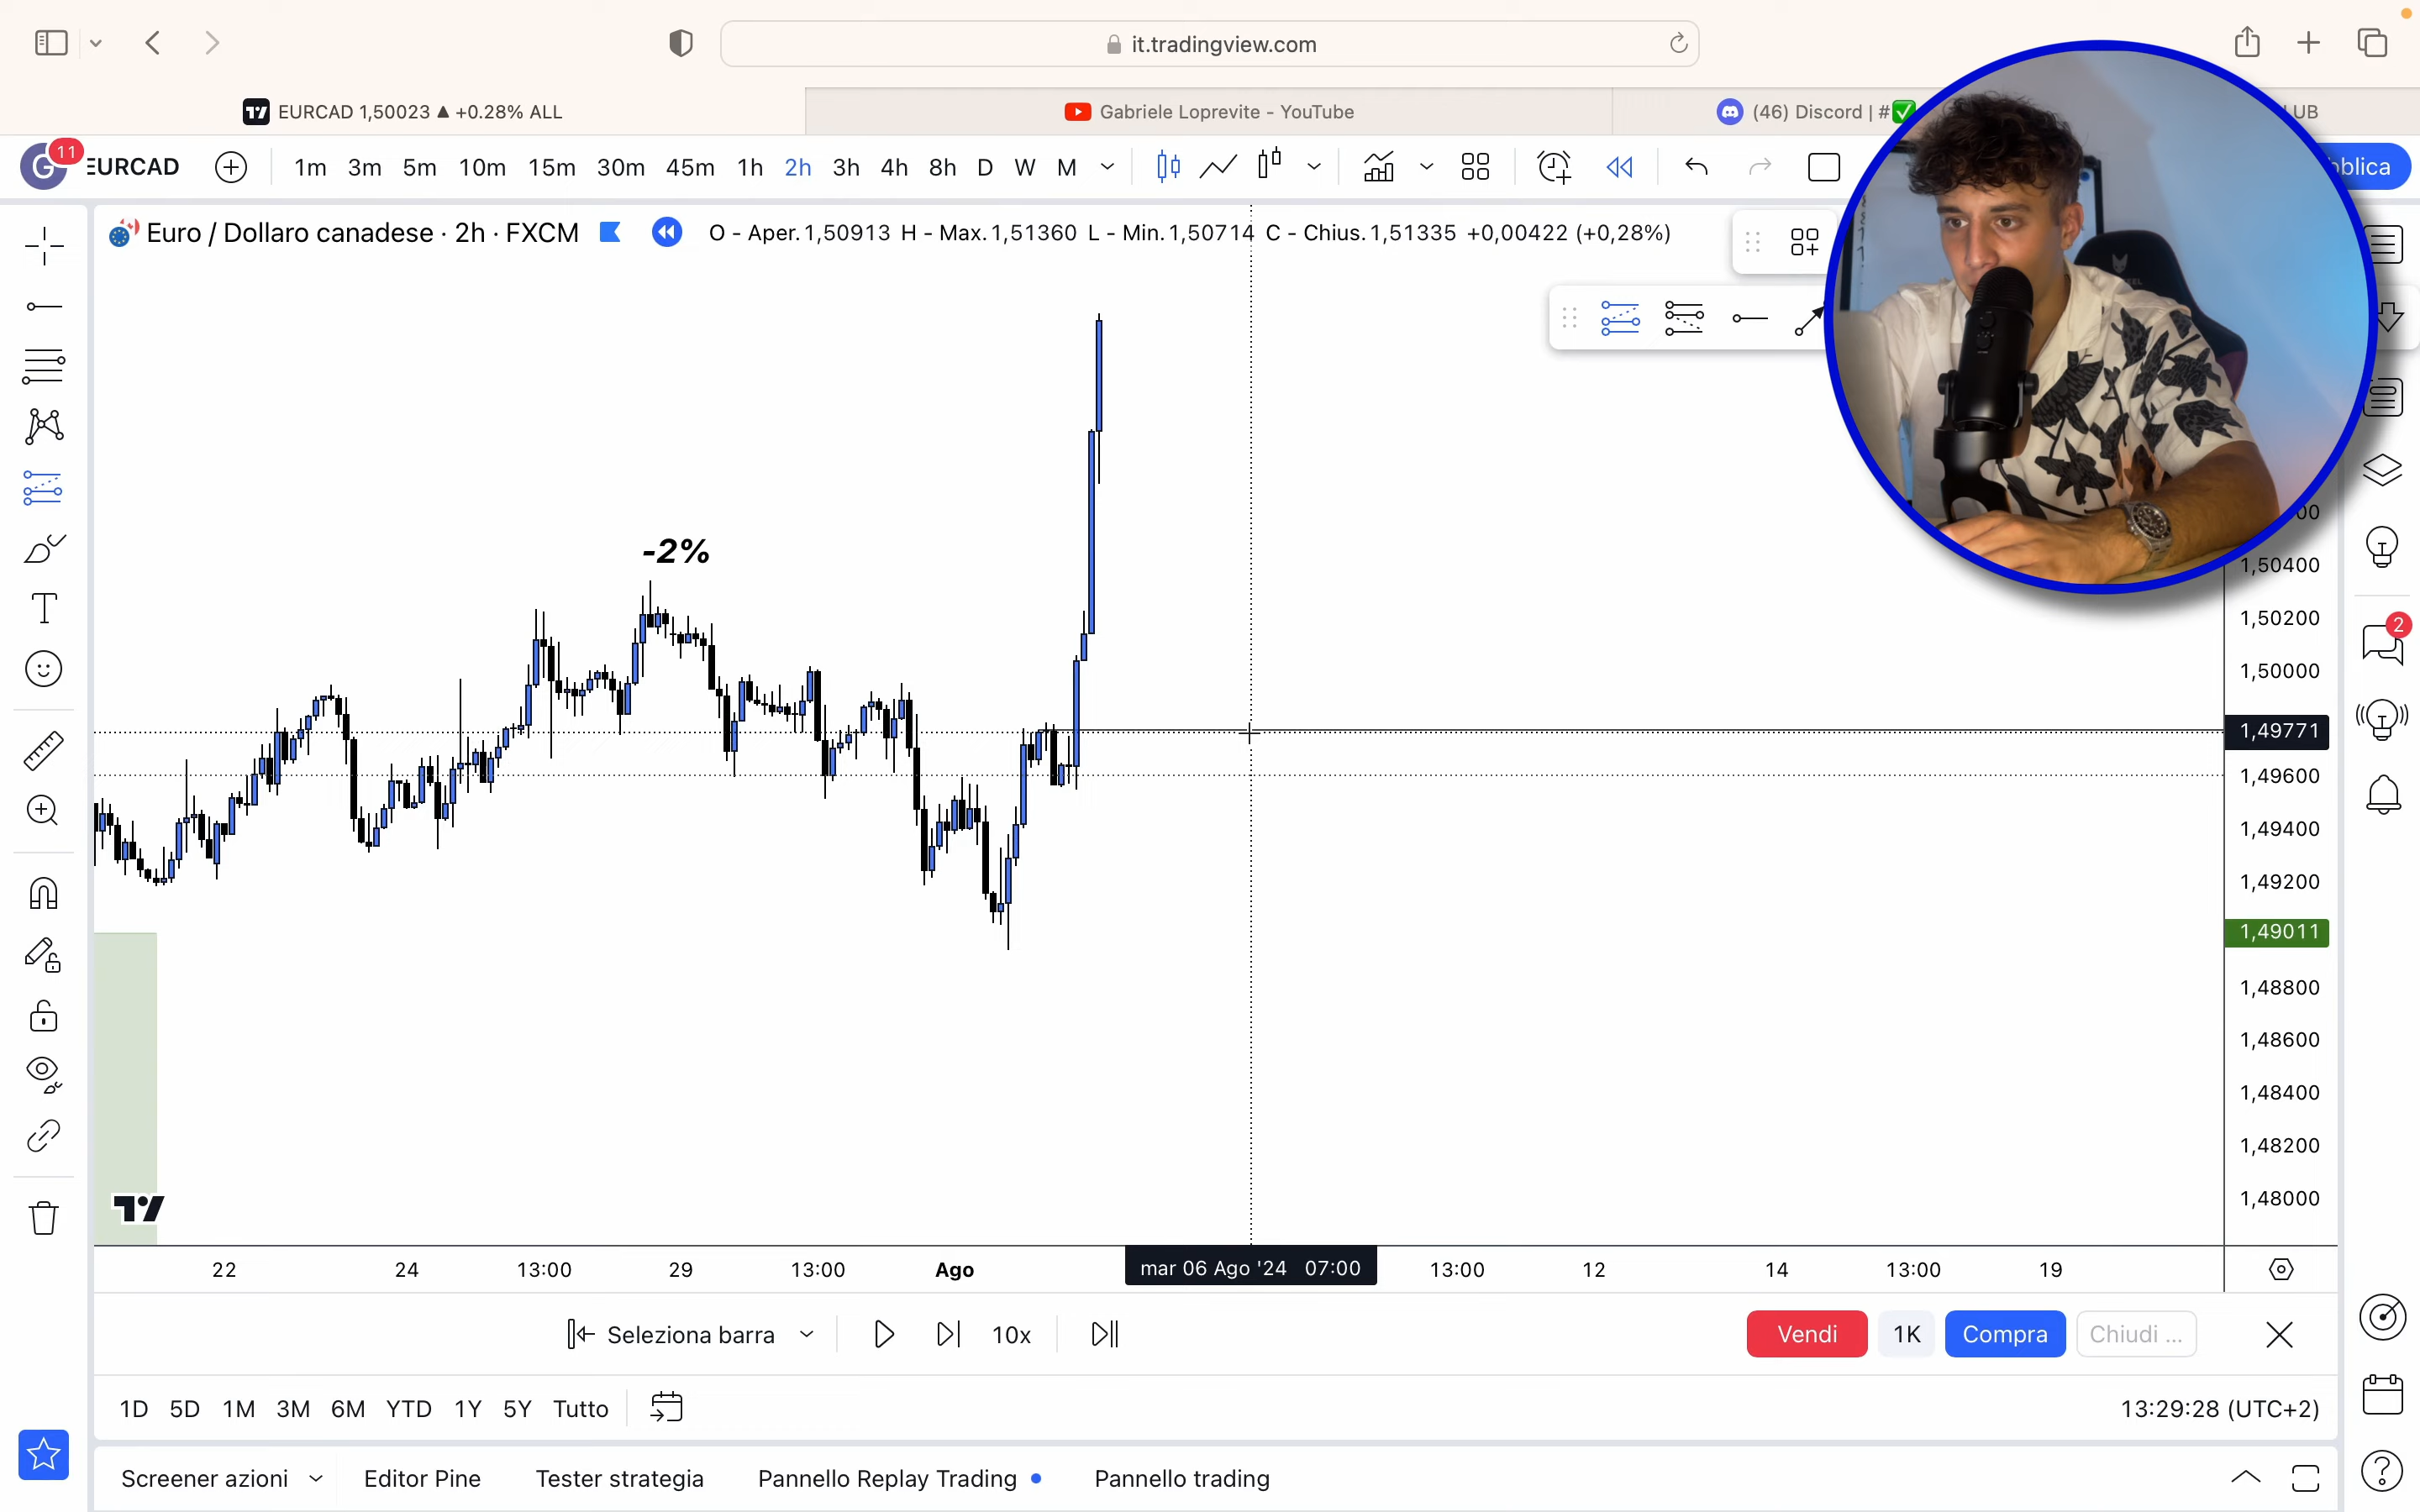 it.tradingview.com
EURCAD 1,50023 ▲ +0.28% ALL
Gabriele Loprevite - YouTube
(46) Discord | #✅
LUB
G
11
EURCAD
1m 3m 5m 10m 15m 30m 45m 1h 2h 3h 4h 8h D W M
bblica
Euro / Dollaro canadese · 2h · FXCM
O - Aper. 1,50913 H - Max. 1,51360 L - Min. 1,50714 C - Chius. 1,51335 +0,00422 (+0,28%)
-2%
00
1,50400
1,50200
1,50000
1,49771
1,49600
1,49400
1,49200
1,49011
1,48800
1,48600
1,48400
1,48200
1,48000
2
22 24 13:00 29 13:00 Ago mar 06 Ago '24 07:00 13:00 12 14 13:00 19
Seleziona barra 10x
Vendi 1K Compra Chiudi ...
1D 5D 1M 3M 6M YTD 1Y 5Y Tutto
13:29:28 (UTC+2)
Screener azioni Editor Pine Tester strategia Pannello Replay Trading Pannello trading